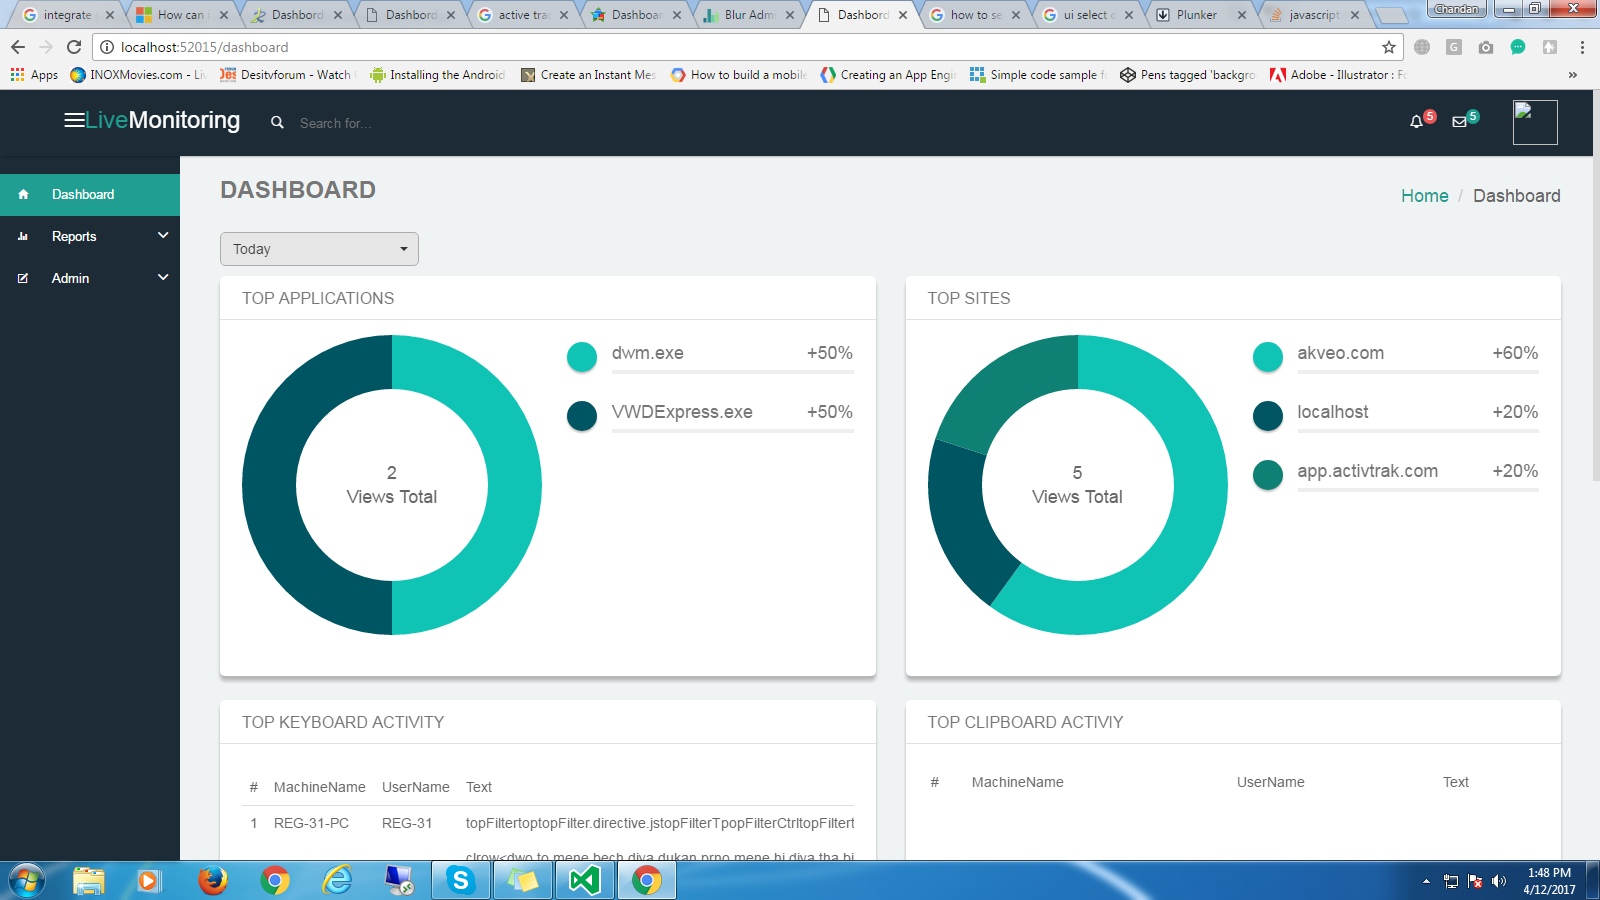 integrate
How can i
Dashbord
Dashbord
active trac
Dashboar
Blur Adm
Dashbord
how to se
ui select c
Plunker
javascript
Chandan
localhost:52015/dashboard
Apps
INOXMovies.com - Liv
Desitvforum - Watch
Installing the Android
Create an Instant Mes
How to build a mobile
Creating an App Engi
Simple code sample f
Pens tagged 'backgro
Adobe - Illustrator : Fo
»
LiveMonitoring
Search for...
5
5
Dashboard
Reports
Admin
DASHBOARD
Home / Dashboard
Today
TOP APPLICATIONS
2
Views Total
dwm.exe +50%
VWDExpress.exe +50%
TOP SITES
5
Views Total
akveo.com +60%
localhost +20%
app.activtrak.com +20%
TOP KEYBOARD ACTIVITY
# MachineName UserName Text
1 REG-31-PC REG-31 topFiltertoptopFilter.directive.jstopFilterTpopFilterCtrltopFiltert
clrow<dwo to mene bech diya dukan prno mene hi diya tha bi
TOP CLIPBOARD ACTIVIY
# MachineName UserName Text
1:48 PM
4/12/2017